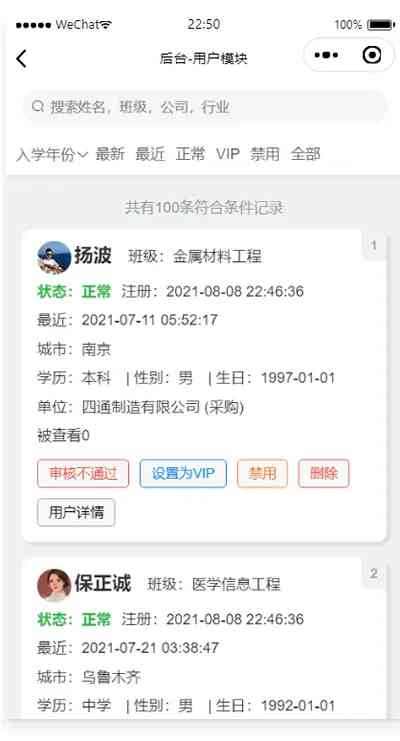 WeChat 22:50 100%
后台-用户模块
搜索姓名，班级，公司，行业
入学年份 最新 最近 正常 VIP 禁用 全部
共有100条符合条件记录
1
扬波 班级：金属材料工程
状态：正常 注册：2021-08-08 22:46:36
最近：2021-07-11 05:52:17
城市：南京
学历：本科 | 性别：男 | 生日：1997-01-01
单位：四通制造有限公司 (采购)
被查看0
审核不通过 设置为VIP 禁用 删除
用户详情
2
保正诚 班级：医学信息工程
状态：正常 注册：2021-08-08 22:46:36
最近：2021-07-21 03:38:47
城市：乌鲁木齐
学历：中学 | 性别：男 | 生日：1992-01-01